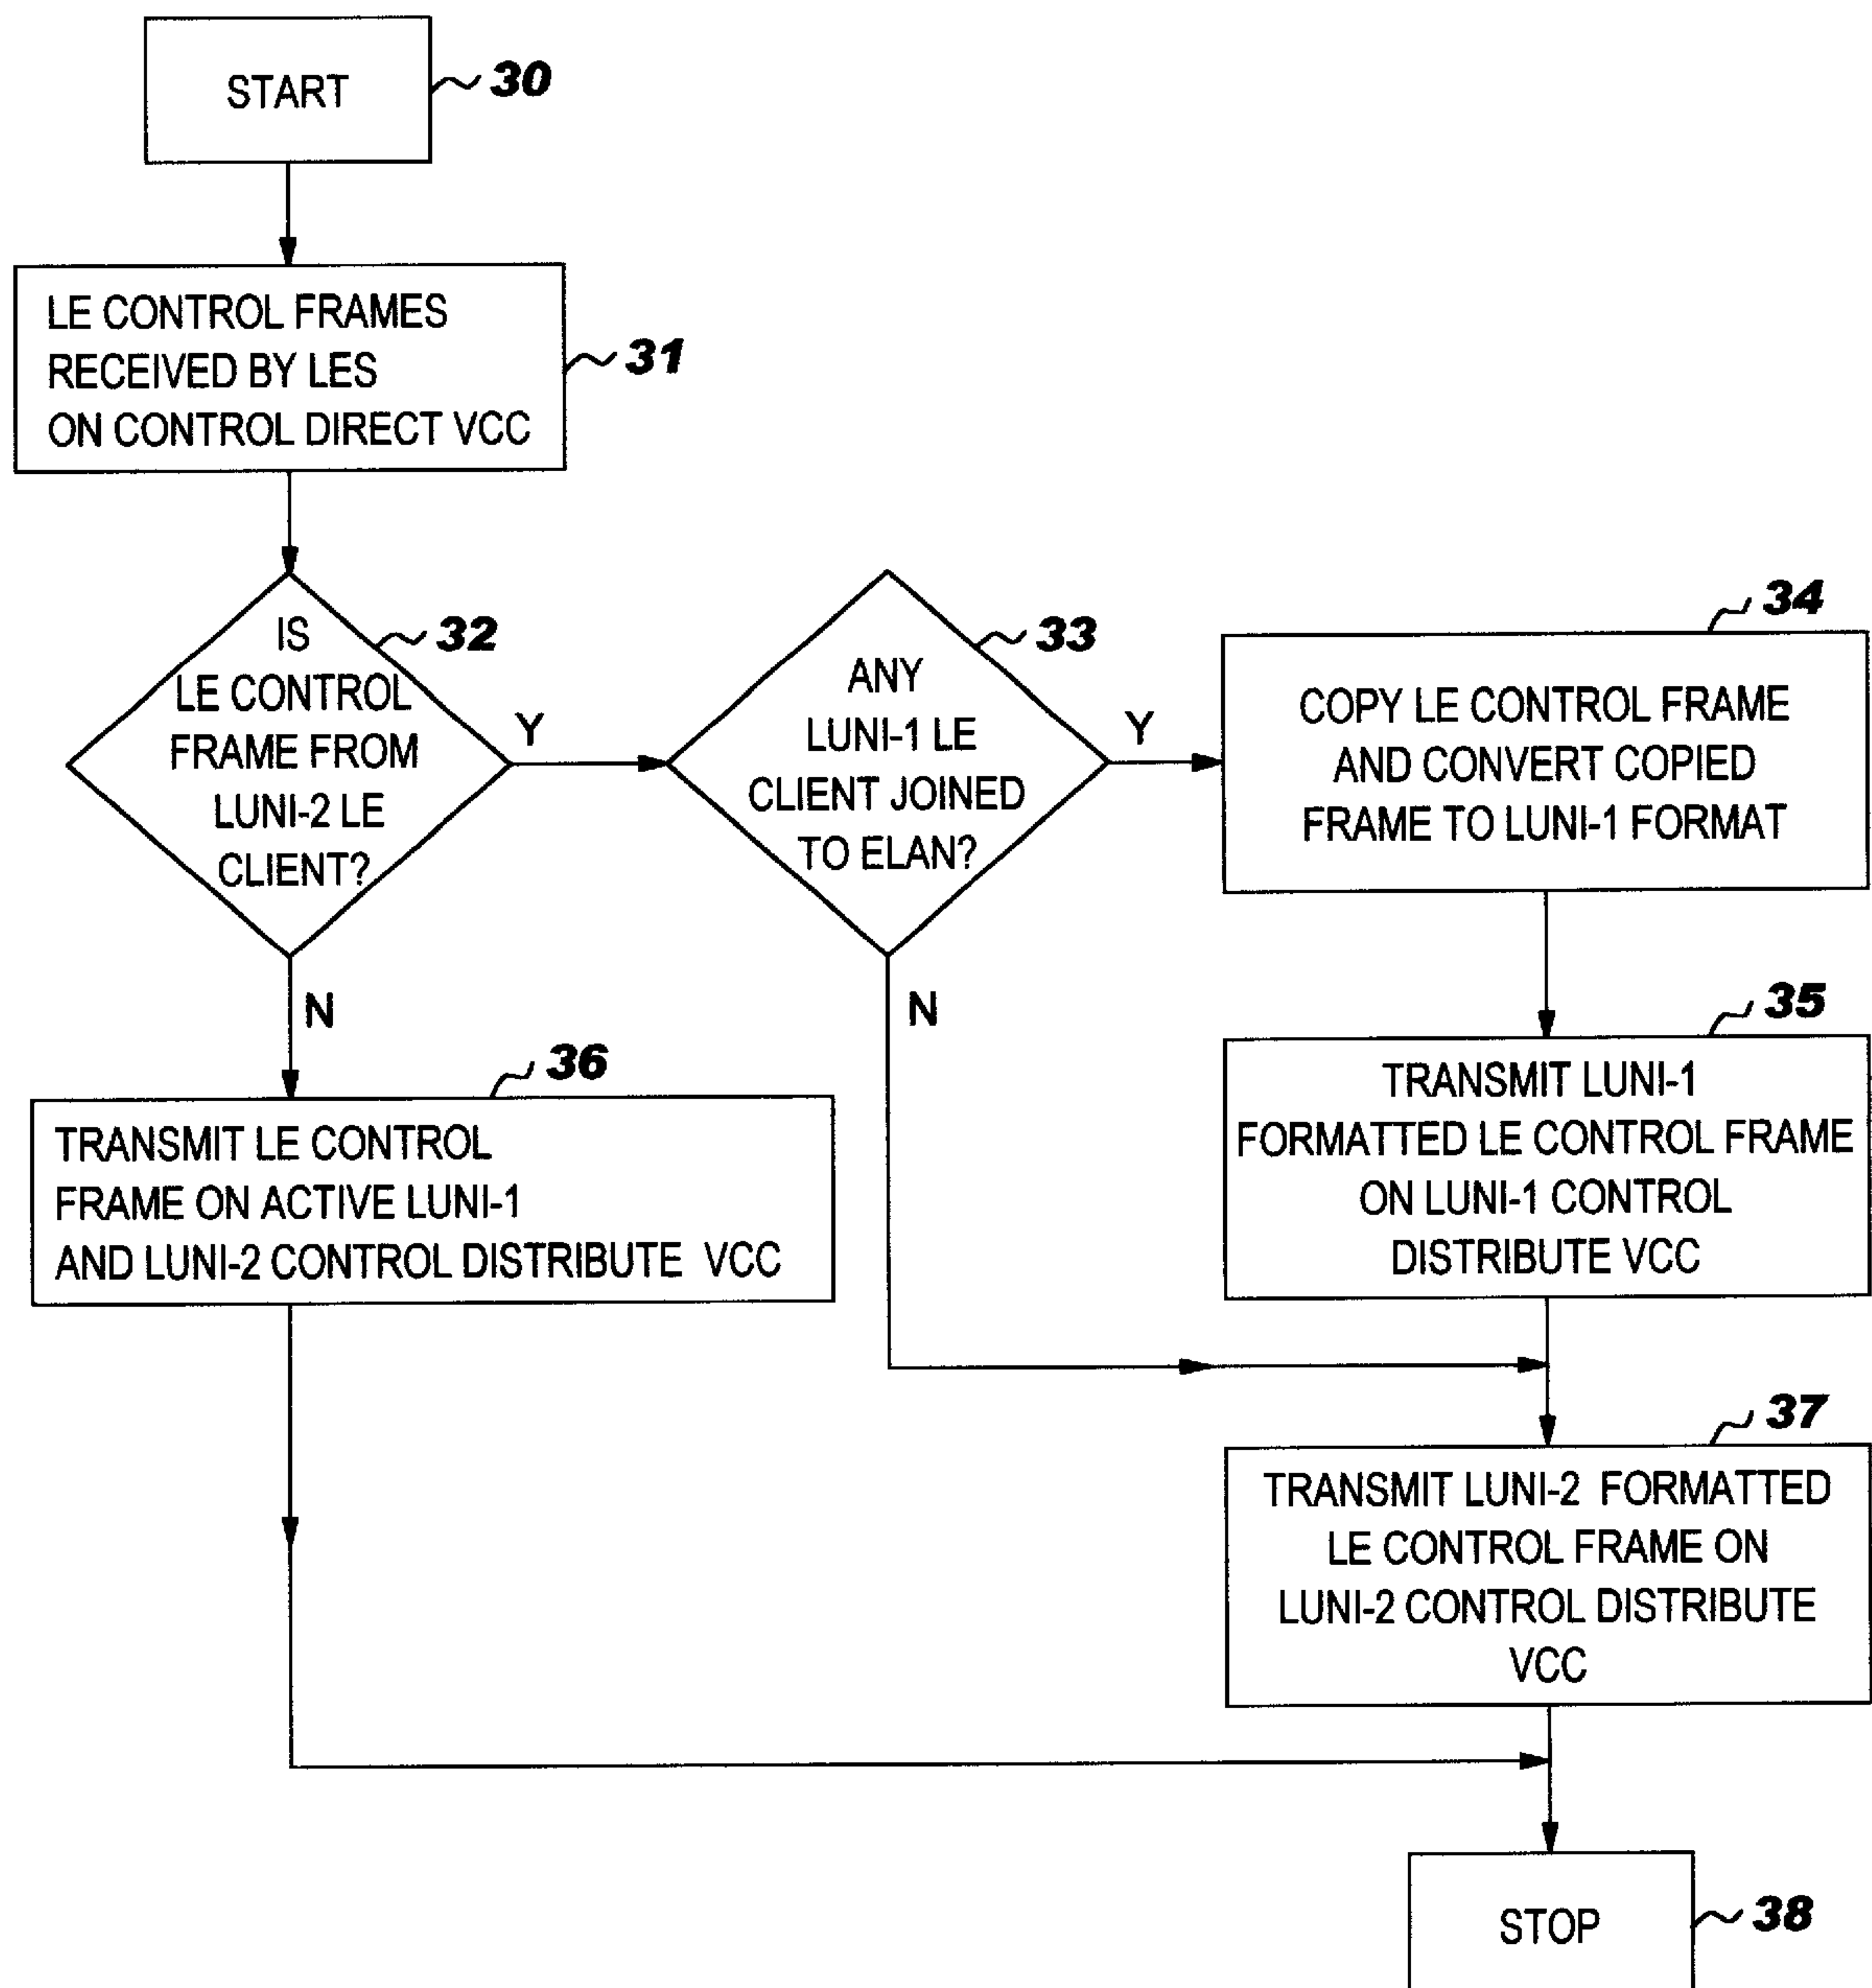 START
30
LE CONTROL FRAMES
RECEIVED BY LES
ON CONTROL DIRECT VCC
31
IS
LE CONTROL
FRAME FROM
LUNI-2 LE
CLIENT?
32
Y
N
ANY
LUNI-1 LE
CLIENT JOINED
TO ELAN?
33
Y
N
34
COPY LE CONTROL FRAME
AND CONVERT COPIED
FRAME TO LUNI-1 FORMAT
35
TRANSMIT LUNI-1
FORMATTED LE CONTROL FRAME
ON LUNI-1 CONTROL
DISTRIBUTE VCC
36
TRANSMIT LE CONTROL
FRAME ON ACTIVE LUNI-1
AND LUNI-2 CONTROL DISTRIBUTE VCC
37
TRANSMIT LUNI-2 FORMATTED
LE CONTROL FRAME ON
LUNI-2 CONTROL DISTRIBUTE
VCC
STOP
38